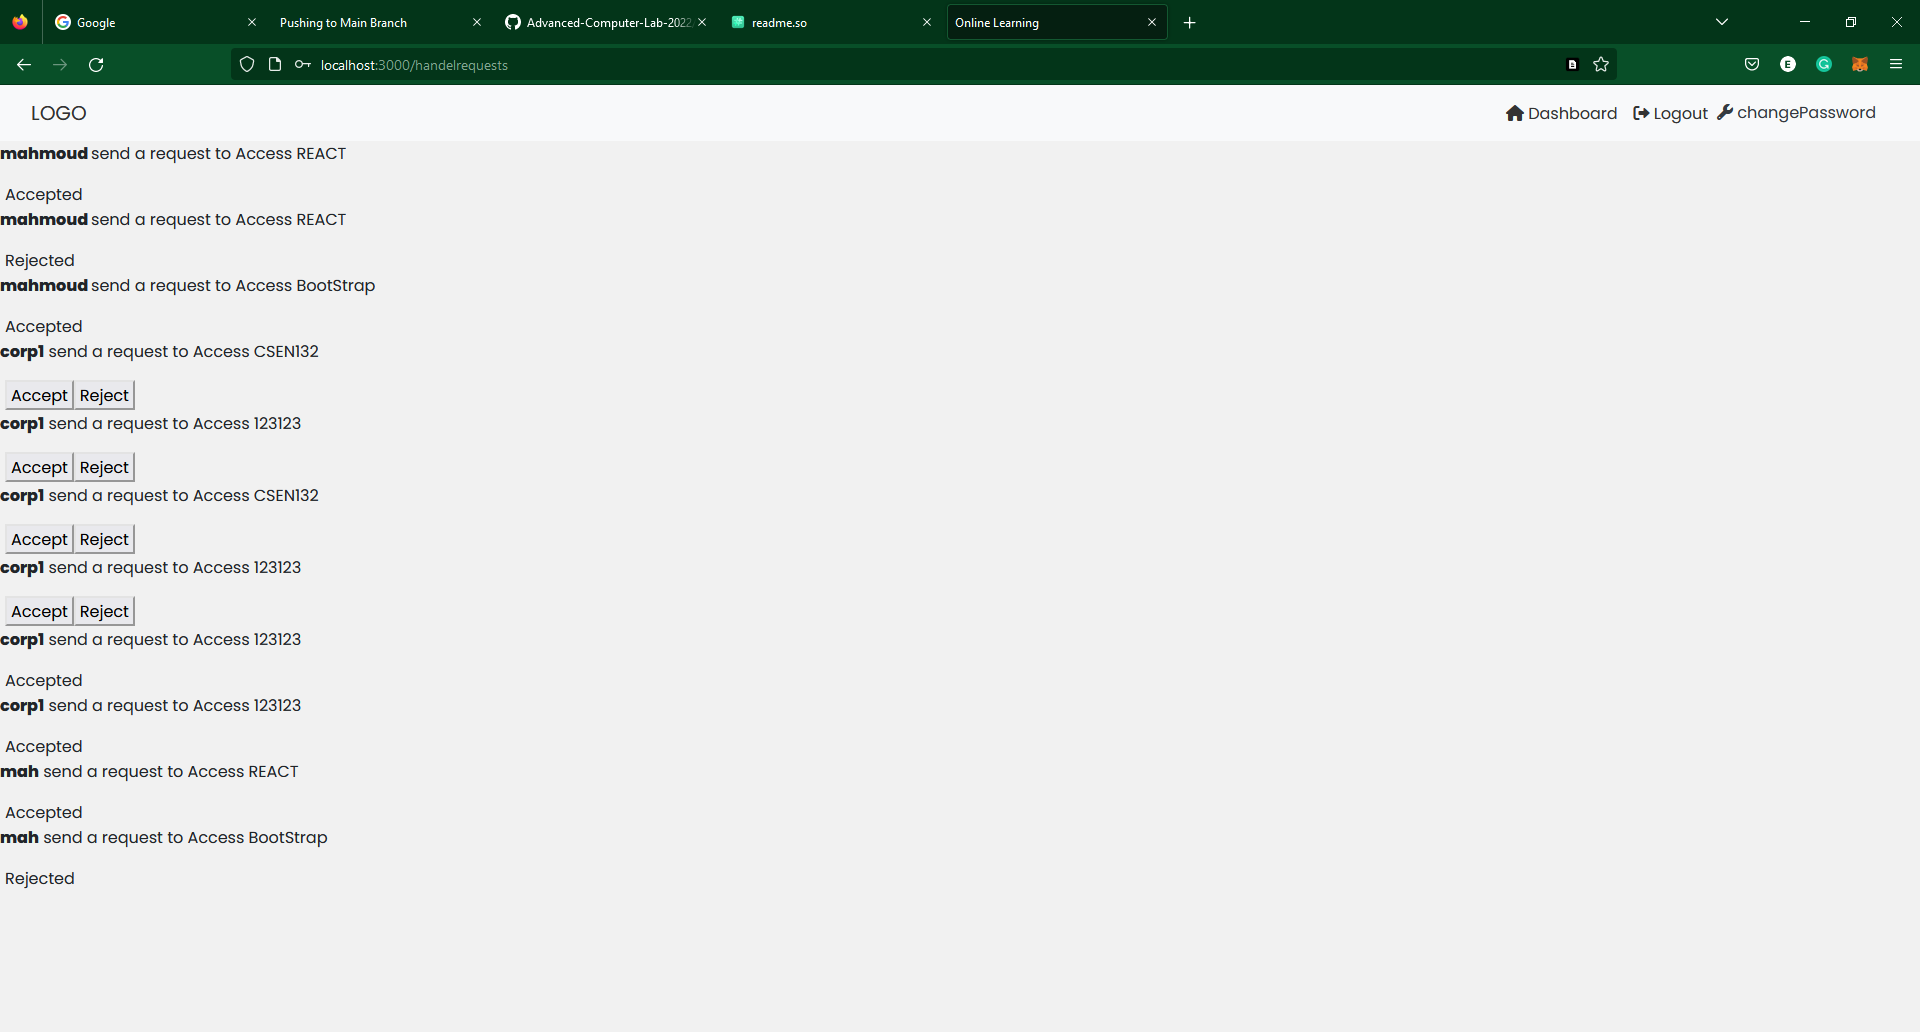 Google
Pushing to Main Branch
Advanced-Computer-Lab-2022
readme.so
Online Learning
localhost:3000/handelrequests
E
LOGO
Dashboard Logout changePassword
mahmoud send a request to Access REACT
Accepted
mahmoud send a request to Access REACT
Rejected
mahmoud send a request to Access BootStrap
Accepted
corp1 send a request to Access CSEN132
Accept Reject
corp1 send a request to Access 123123
Accept Reject
corp1 send a request to Access CSEN132
Accept Reject
corp1 send a request to Access 123123
Accept Reject
corp1 send a request to Access 123123
Accepted
corp1 send a request to Access 123123
Accepted
mah send a request to Access REACT
Accepted
mah send a request to Access BootStrap
Rejected